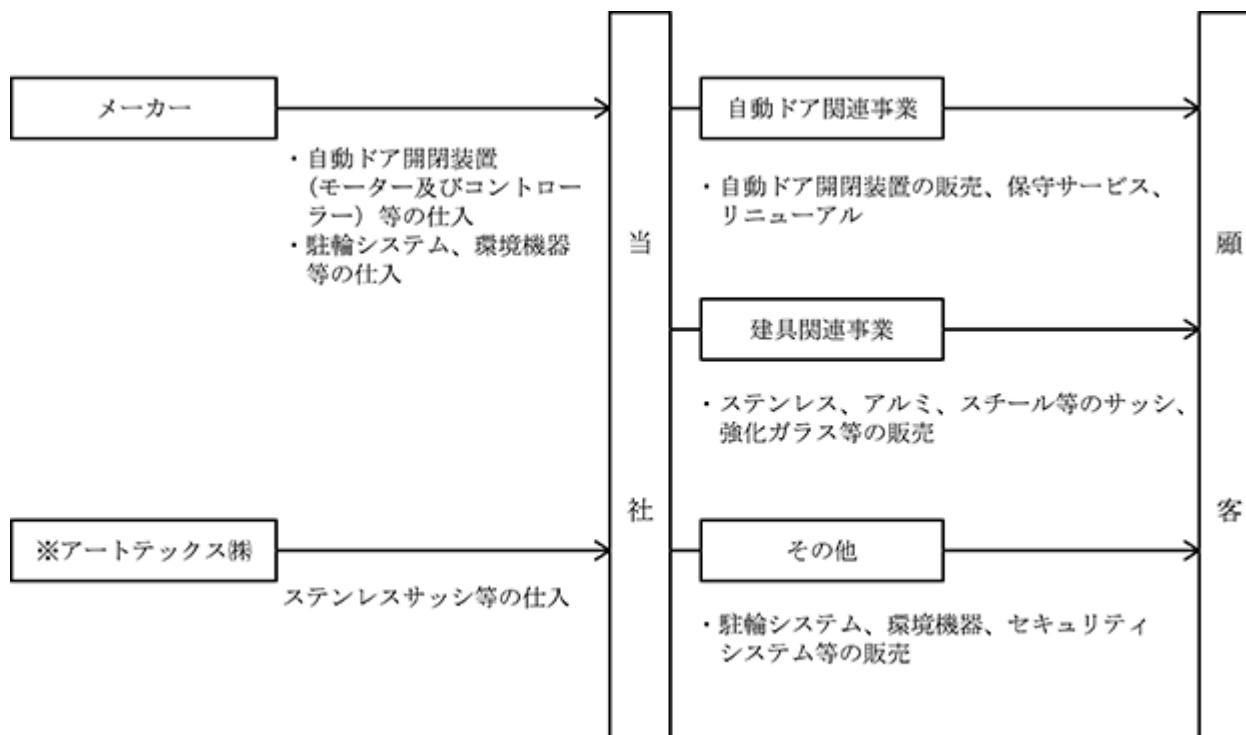 メーカー
・自動ドア開閉装置
(モーター及びコントロー
ラー）等の仕入
・駐輪システム、環境機器
等の仕入
※アートテックス㈱
ステンレスサッシ等の仕入
当
社
自動ドア関連事業
・自動ドア開閉装置の販売、保守サービス、
リニューアル
建具関連事業
・ステンレス、アルミ、スチール等のサッシ、
強化ガラス等の販売
その他
・駐輪システム、環境機器、セキュリティ
システム等の販売
顧
客